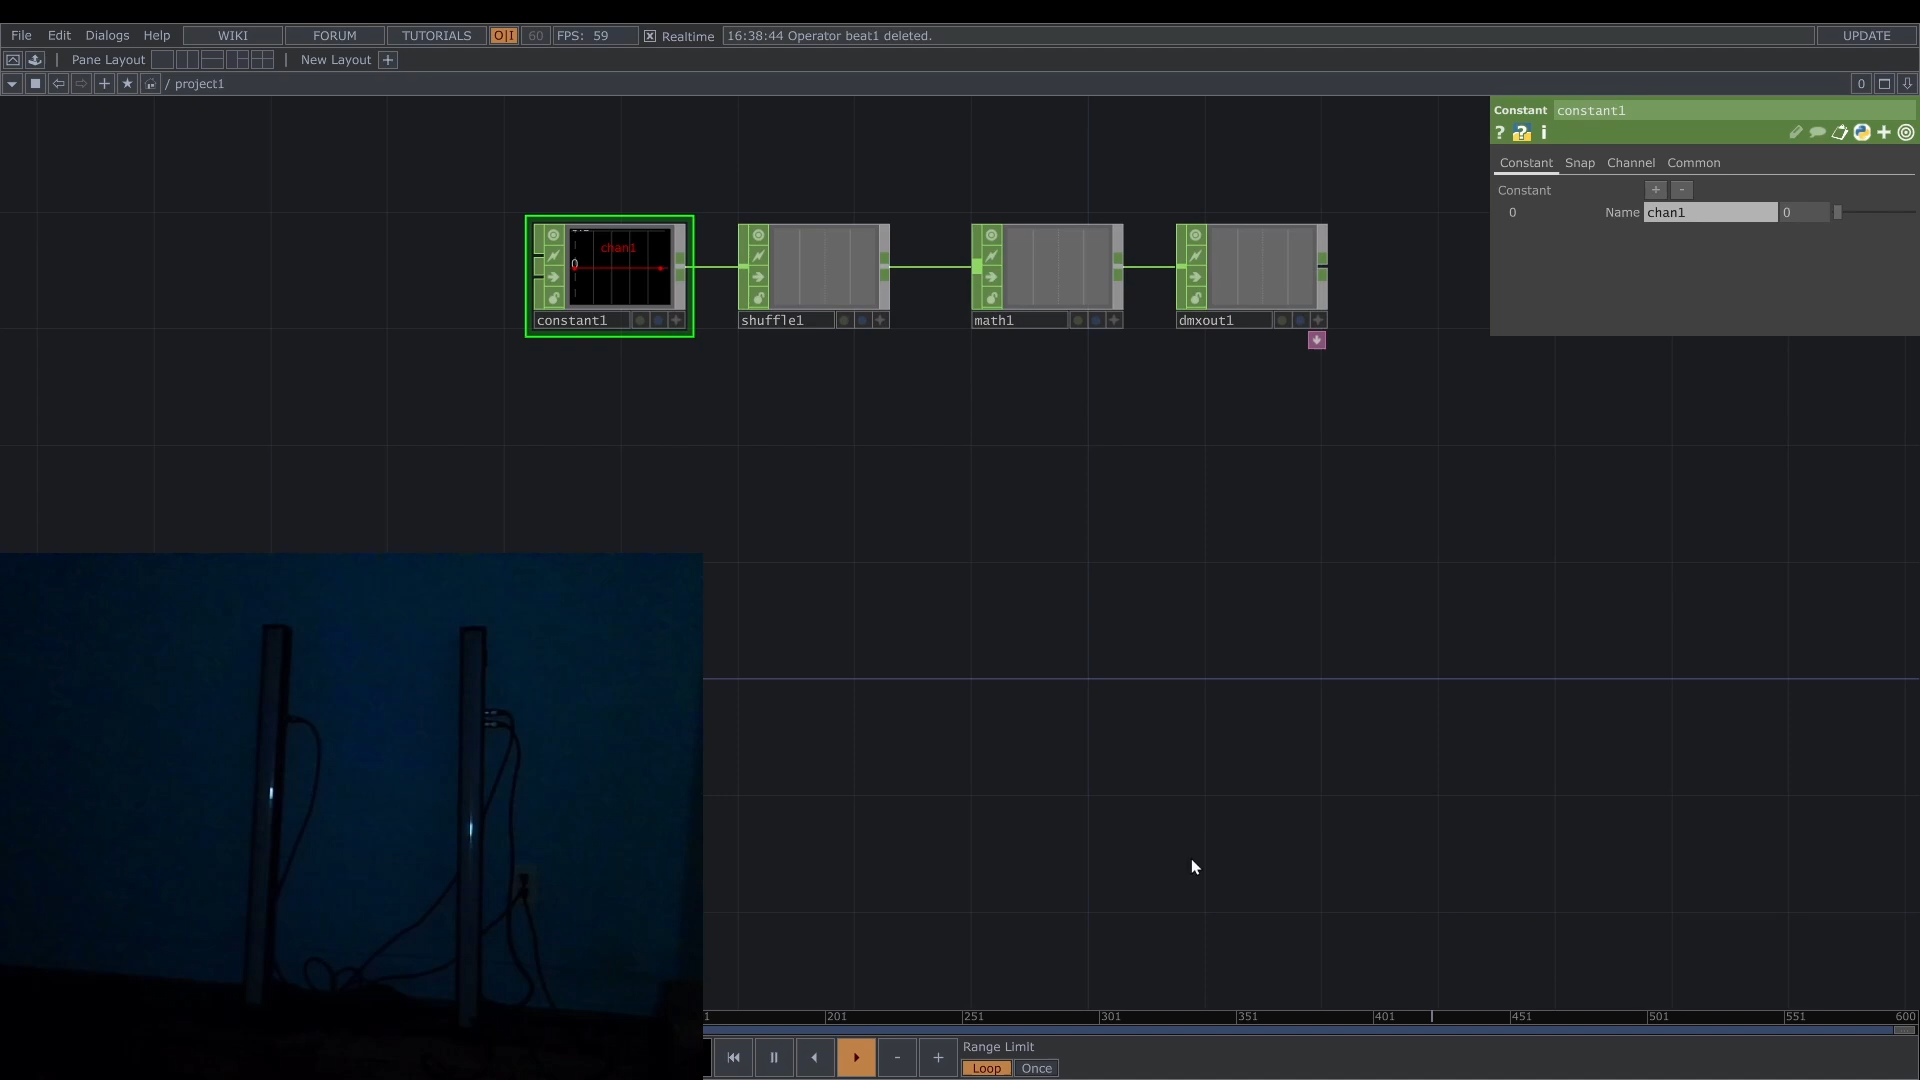 File Edit Dialogs Help WIKI FORUM TUTORIALS O|I 60 FPS: 59 Realtime 16:38:44 Operator beat1 deleted. UPDATE
Pane Layout New Layout +
/ project1 0
Constant constant1
? ? i
Constant Snap Channel Common
Constant + -
0 Name chan1 0
chan1
0
constant1 shuffle1 math1 dmxout1
1 201 251 301 351 401 451 501 551 600
- + Range Limit
Loop Once